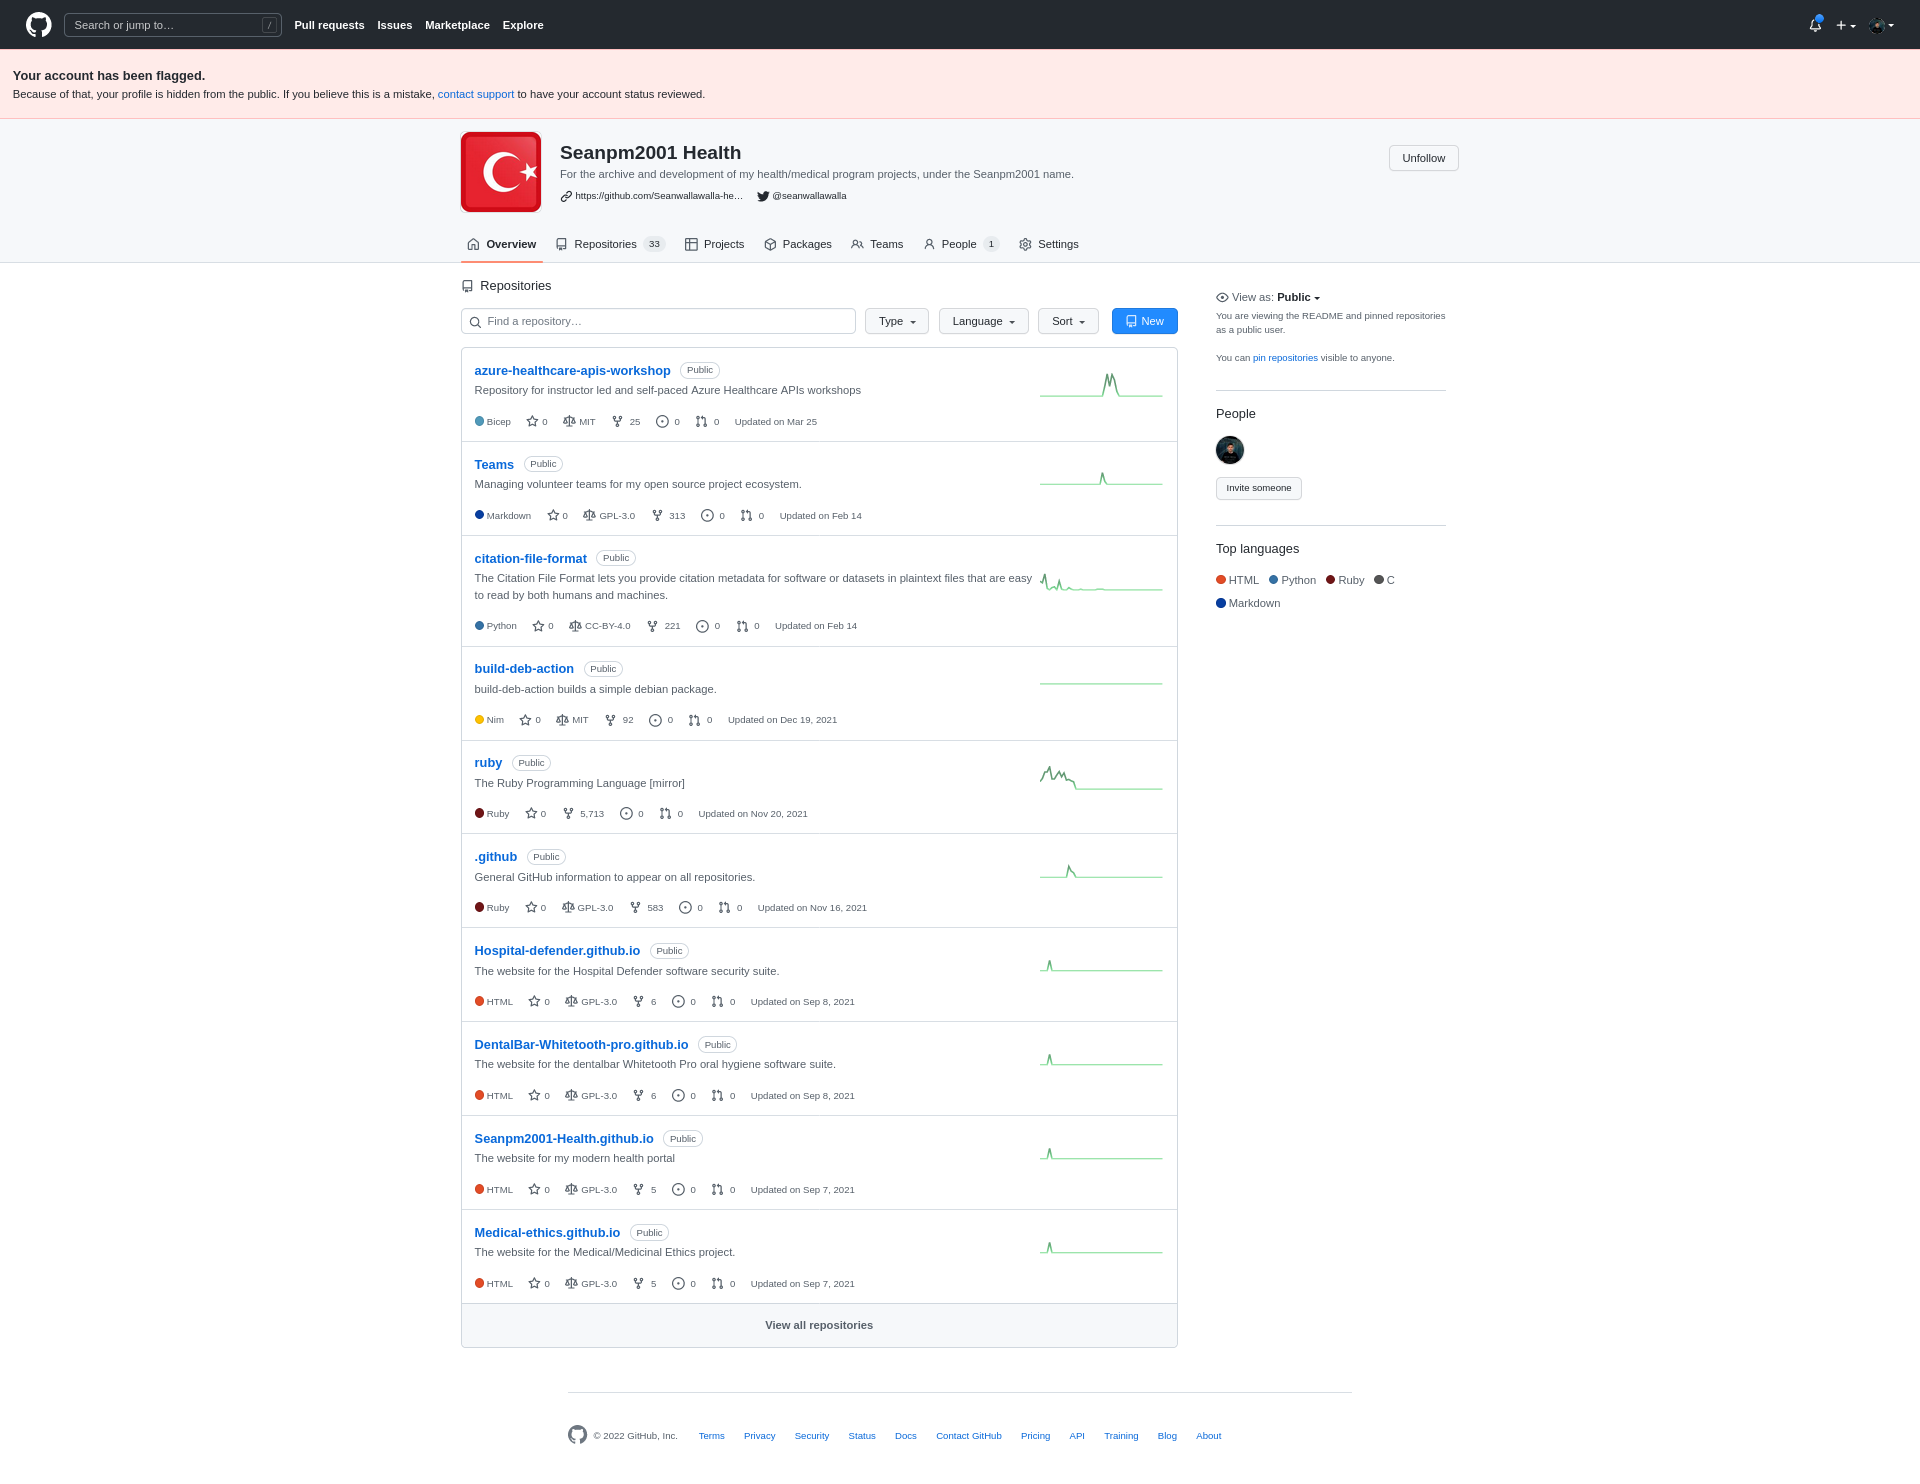 Search or jump to… /
Pull requests Issues Marketplace Explore
Your account has been flagged.
Because of that, your profile is hidden from the public. If you believe this is a mistake, contact support to have your account status reviewed.
Seanpm2001 Health
Unfollow
For the archive and development of my health/medical program projects, under the Seanpm2001 name.
https://github.com/Seanwallawalla-he… @seanwallawalla
Overview Repositories 33 Projects Packages Teams People 1 Settings
Repositories
Find a repository… Type Language Sort New
azure-healthcare-apis-workshop Public
Repository for instructor led and self-paced Azure Healthcare APIs workshops
Bicep 0 MIT 25 0 0 Updated on Mar 25
Teams Public
Managing volunteer teams for my open source project ecosystem.
Markdown 0 GPL-3.0 313 0 0 Updated on Feb 14
citation-file-format Public
The Citation File Format lets you provide citation metadata for software or datasets in plaintext files that are easy
to read by both humans and machines.
Python 0 CC-BY-4.0 221 0 0 Updated on Feb 14
build-deb-action Public
build-deb-action builds a simple debian package.
Nim 0 MIT 92 0 0 Updated on Dec 19, 2021
ruby Public
The Ruby Programming Language [mirror]
Ruby 0 5,713 0 0 Updated on Nov 20, 2021
.github Public
General GitHub information to appear on all repositories.
Ruby 0 GPL-3.0 583 0 0 Updated on Nov 16, 2021
Hospital-defender.github.io Public
The website for the Hospital Defender software security suite.
HTML 0 GPL-3.0 6 0 0 Updated on Sep 8, 2021
DentalBar-Whitetooth-pro.github.io Public
The website for the dentalbar Whitetooth Pro oral hygiene software suite.
HTML 0 GPL-3.0 6 0 0 Updated on Sep 8, 2021
Seanpm2001-Health.github.io Public
The website for my modern health portal
HTML 0 GPL-3.0 5 0 0 Updated on Sep 7, 2021
Medical-ethics.github.io Public
The website for the Medical/Medicinal Ethics project.
HTML 0 GPL-3.0 5 0 0 Updated on Sep 7, 2021
View all repositories
View as: Public
You are viewing the README and pinned repositories
as a public user.
You can pin repositories visible to anyone.
People
Invite someone
Top languages
HTML Python Ruby C
Markdown
© 2022 GitHub, Inc. Terms Privacy Security Status Docs Contact GitHub Pricing API Training Blog About